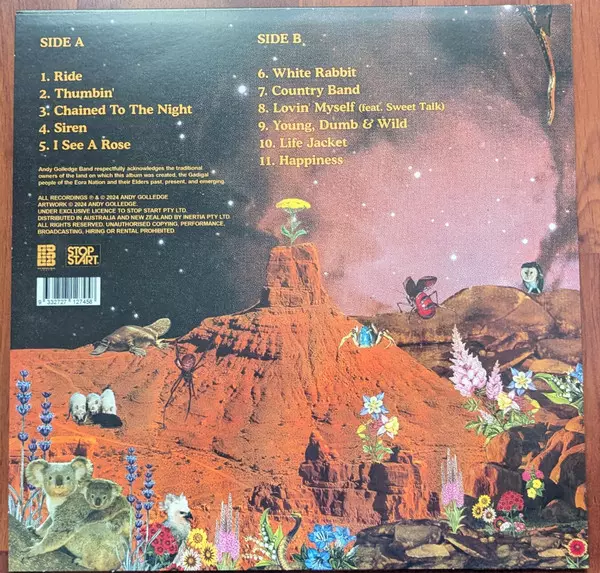 SIDE A
1. Ride
2. Thumbin'
3. Chained To The Night
4. Siren
5. I See A Rose
SIDE B
6. White Rabbit
7. Country Band
8. Lovin' Myself (feat. Sweet Talk)
9. Young, Dumb & Wild
10. Life Jacket
11. Happiness
Andy Golledge Band respectfully acknowledges the traditional
owners of the land on which this album was created, the Gadigal
people of the Eora Nation and their Elders past, present, and emerging.
ALL RECORDINGS ℗ & © 2024 ANDY GOLLEDGE.
ARTWORK © 2024 ANDY GOLLEDGE.
UNDER EXCLUSIVE LICENCE TO STOP START PTY LTD.
DISTRIBUTED IN AUSTRALIA AND NEW ZEALAND BY INERTIA PTY LTD.
ALL RIGHTS RESERVED. UNAUTHORISED COPYING, PERFORMANCE,
BROADCASTING, HIRING OR RENTAL PROHIBITED.
STOP
START.
9 332727 127458